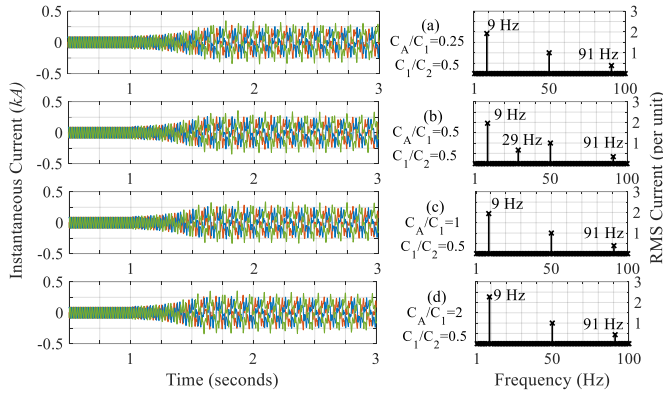 0.5
0
-0.5
1
2
3
(a)
C_A/C_1=0.25
C_1/C_2=0.5
9 Hz
91 Hz
3
2
1
1
50
100
0.5
0
-0.5
1
2
3
(b)
C_A/C_1=0.5
C_1/C_2=0.5
9 Hz
29 Hz
91 Hz
3
2
1
1
50
100
0.5
0
-0.5
1
2
3
(c)
C_A/C_1=1
C_1/C_2=0.5
9 Hz
91 Hz
3
2
1
1
50
100
0.5
0
-0.5
1
2
3
(d)
C_A/C_1=2
C_1/C_2=0.5
9 Hz
91 Hz
3
2
1
1
50
100
Instantaneous Current (kA)
RMS Current (per unit)
Time (seconds)
Frequency (Hz)